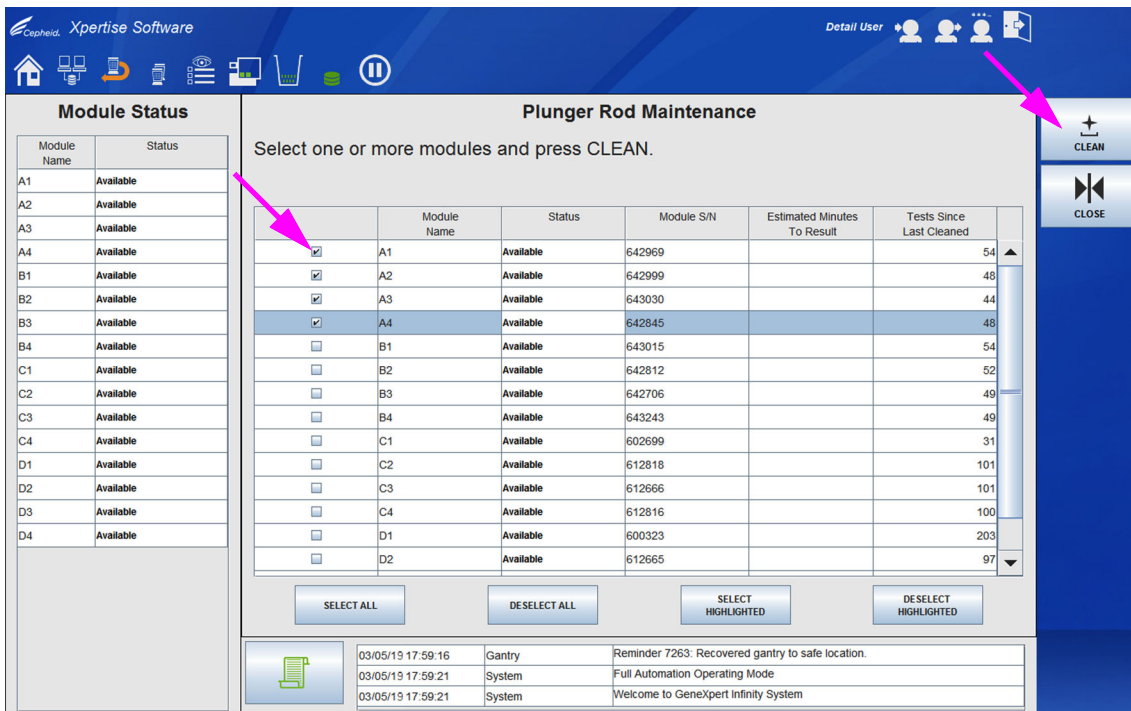 Cepheid. Xpertise Software
Detail User
Module Status
Module Name Status
A1 Available
A2 Available
A3 Available
A4 Available
B1 Available
B2 Available
B3 Available
B4 Available
C1 Available
C2 Available
C3 Available
C4 Available
D1 Available
D2 Available
D3 Available
D4 Available
Plunger Rod Maintenance
Select one or more modules and press CLEAN.
Module Name Status Module S/N Estimated Minutes To Result Tests Since Last Cleaned
A1 Available 642969 54
A2 Available 642999 48
A3 Available 643030 44
A4 Available 642845 48
B1 Available 643015 54
B2 Available 642812 52
B3 Available 642706 49
B4 Available 643243 49
C1 Available 602699 31
C2 Available 612818 101
C3 Available 612666 101
C4 Available 612816 100
D1 Available 600323 203
D2 Available 612665 97
SELECT ALL DESELECT ALL SELECT HIGHLIGHTED DESELECT HIGHLIGHTED
03/05/19 17:59:16 Gantry Reminder 7263: Recovered gantry to safe location.
03/05/19 17:59:21 System Full Automation Operating Mode
03/05/19 17:59:21 System Welcome to GeneXpert Infinity System
CLEAN
CLOSE